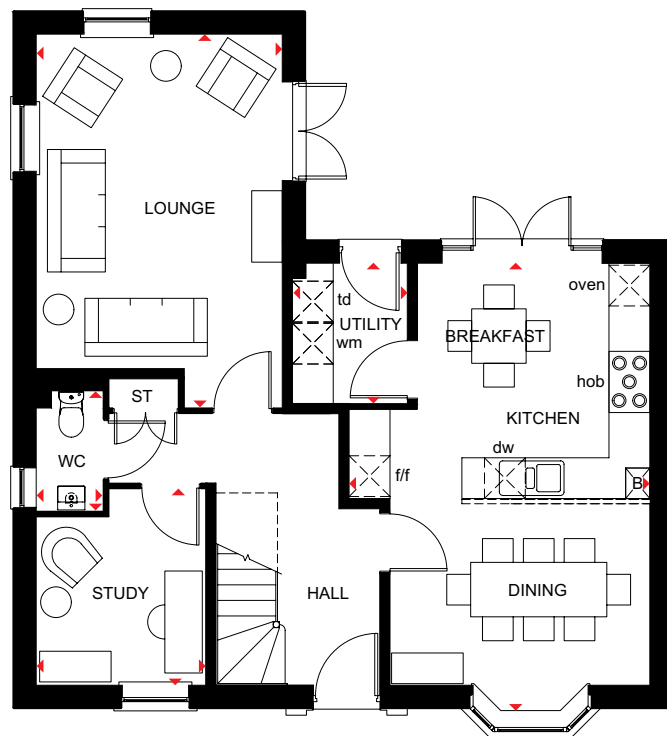 LOUNGE
oven
td
UTILITY
BREAKFAST
wm
hob
ST
KITCHEN
dw
WC
f/f
B
STUDY
HALL
DINING